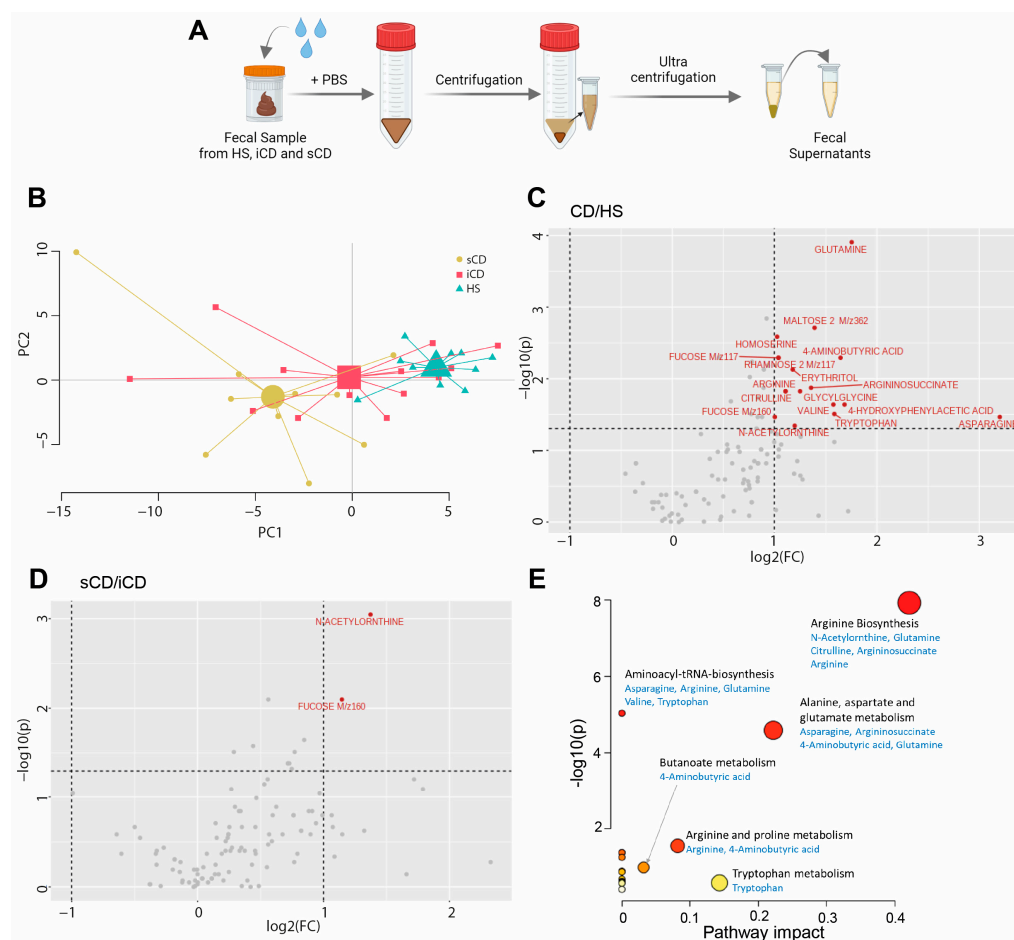 A
+ PBS
Centrifugation
Ultra
centrifugation
Fecal Sample
from HS, iCD and sCD
Fecal
Supernatants
B
PC2
10
5
0
−5
sCD
iCD
HS
−15
−10
−5
0
5
PC1
C
CD/HS
−log10(p)
4
3
2
1
0
GLUTAMINE
MALTOSE 2 M/z362
HOMOSERINE
4-AMINOBUTYRIC ACID
FUCOSE M/z117
RHAMNOSE 2 M/z117
ERYTHRITOL
ARGININE
ARGININOSUCCINATE
CITRULLINE
GLYCYLGLYCINE
FUCOSE M/z160
VALINE
4-HYDROXYPHENYLACETIC ACID
TRYPTOPHAN
ASPARAGIN
N-ACETYLORNTHINE
−1
0
1
2
3
log2(FC)
D
sCD/iCD
−log10(p)
3
2
1
0
N-ACETYLORNTHINE
FUCOSE M/z160
−1
0
1
2
log2(FC)
E
-log10(p)
8
6
4
2
Arginine Biosynthesis
N-Acetylornthine, Glutamine
Citrulline, Argininosuccinate
Arginine
Aminoacyl-tRNA-biosynthesis
Asparagine, Arginine, Glutamine
Valine, Tryptophan
Alanine, aspartate and
glutamate metabolism
Asparagine, Argininosuccinate
4-Aminobutyric acid, Glutamine
Butanoate metabolism
4-Aminobutyric acid
Arginine and proline metabolism
Arginine, 4-Aminobutyric acid
Tryptophan metabolism
Tryptophan
0
0.1
0.2
0.3
0.4
Pathway impact